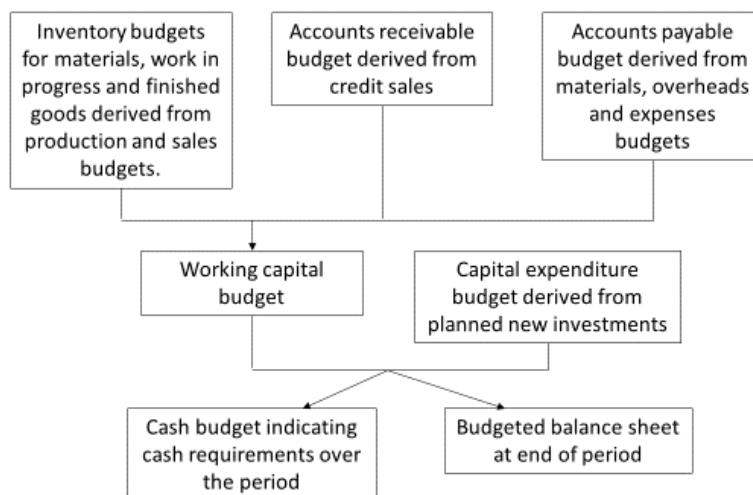 Inventory budgets
for materials, work in
progress and finished
goods derived from
production and sales
budgets.
Accounts receivable
budget derived from
credit sales
Accounts payable
budget derived from
materials, overheads
and expenses
budgets
Working capital
budget
Capital expenditure
budget derived from
planned new investments
Cash budget indicating
cash requirements over
the period
Budgeted balance sheet
at end of period